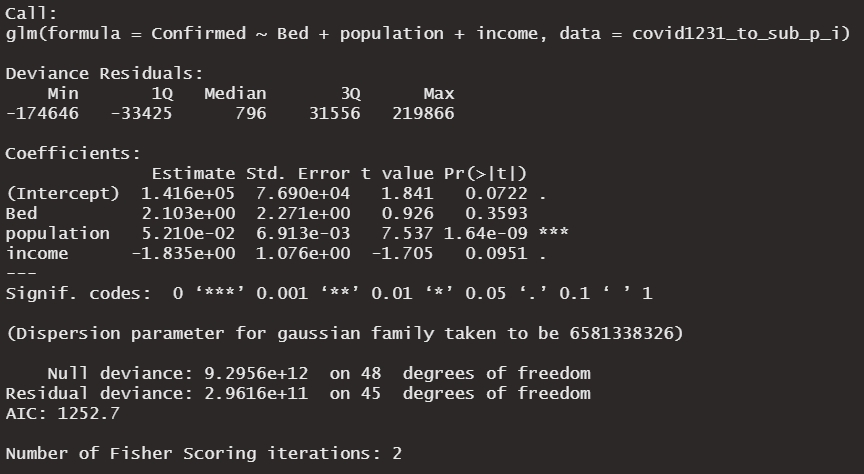 Call:
glm(formula = Confirmed ~ Bed + population + income, data = covid1231_to_sub_p_i)
Deviance Residuals:
Min 1Q Median 3Q Max
-174646 -33425 796 31556 219866
Coefficients:
Estimate Std. Error t value Pr(>|t|)
(Intercept) 1.416e+05 7.690e+04 1.841 0.0722 .
Bed 2.103e+00 2.271e+00 0.926 0.3593
population 5.210e-02 6.913e-03 7.537 1.64e-09 ***
income -1.835e+00 1.076e+00 -1.705 0.0951 .
---
Signif. codes: 0 ‘***’ 0.001 ‘**’ 0.01 ‘*’ 0.05 ‘.’ 0.1 ‘ ’ 1
(Dispersion parameter for gaussian family taken to be 6581338326)
Null deviance: 9.2956e+12 on 48 degrees of freedom
Residual deviance: 2.9616e+11 on 45 degrees of freedom
AIC: 1252.7
Number of Fisher Scoring iterations: 2